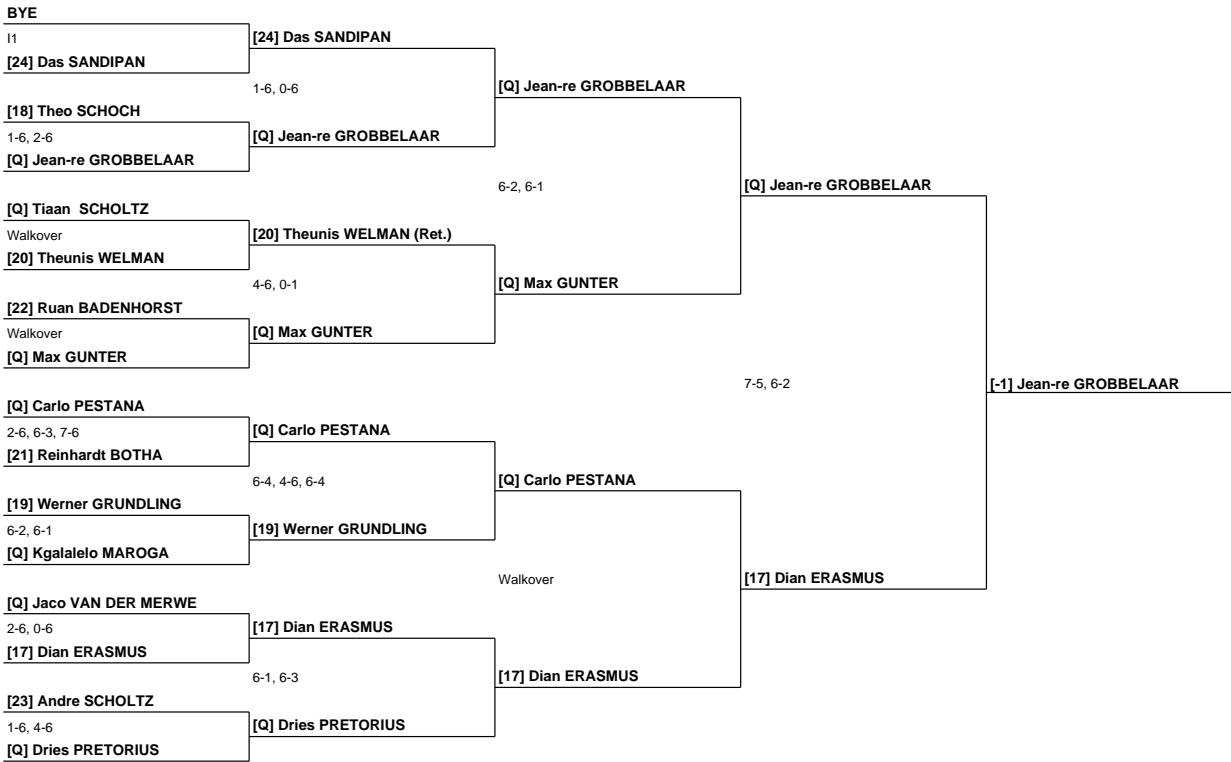 BYE
I1
[24] Das SANDIPAN
[18] Theo SCHOCH
1-6, 2-6
[Q] Jean-re GROBBELAAR
[Q] Tiaan  SCHOLTZ
Walkover
[20] Theunis WELMAN
[22] Ruan BADENHORST
Walkover
[Q] Max GUNTER
[Q] Carlo PESTANA
2-6, 6-3, 7-6
[21] Reinhardt BOTHA
[19] Werner GRUNDLING
6-2, 6-1
[Q] Kgalalelo MAROGA
[Q] Jaco VAN DER MERWE
2-6, 0-6
[17] Dian ERASMUS
[23] Andre SCHOLTZ
1-6, 4-6
[Q] Dries PRETORIUS
[24] Das SANDIPAN
1-6, 0-6
[Q] Jean-re GROBBELAAR
[20] Theunis WELMAN (Ret.)
4-6, 0-1
[Q] Max GUNTER
[Q] Carlo PESTANA
6-4, 4-6, 6-4
[19] Werner GRUNDLING
[17] Dian ERASMUS
6-1, 6-3
[Q] Dries PRETORIUS
[Q] Jean-re GROBBELAAR
6-2, 6-1
[Q] Max GUNTER
[Q] Carlo PESTANA
Walkover
[17] Dian ERASMUS
[Q] Jean-re GROBBELAAR
7-5, 6-2
[17] Dian ERASMUS
[-1] Jean-re GROBBELAAR